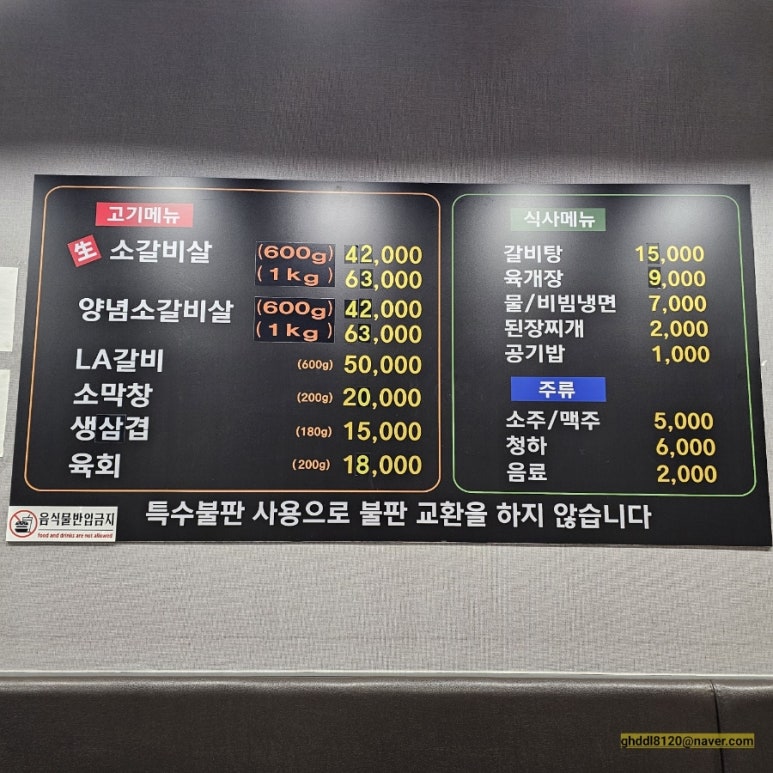 고기메뉴
生 소갈비살 (600g) 42,000
(1kg) 63,000
양념소갈비살 (600g) 42,000
(1kg) 63,000
LA갈비 (600g) 50,000
소막창 (200g) 20,000
생삼겹 (180g) 15,000
육회 (200g) 18,000
식사메뉴
갈비탕 15,000
육개장 9,000
물/비빔냉면 7,000
된장찌개 2,000
공기밥 1,000
주류
소주/맥주 5,000
청하 6,000
음료 2,000
음식물반입금지
food and drinks are not allowed
특수불판 사용으로 불판 교환을 하지 않습니다
ghddl8120@naver.com